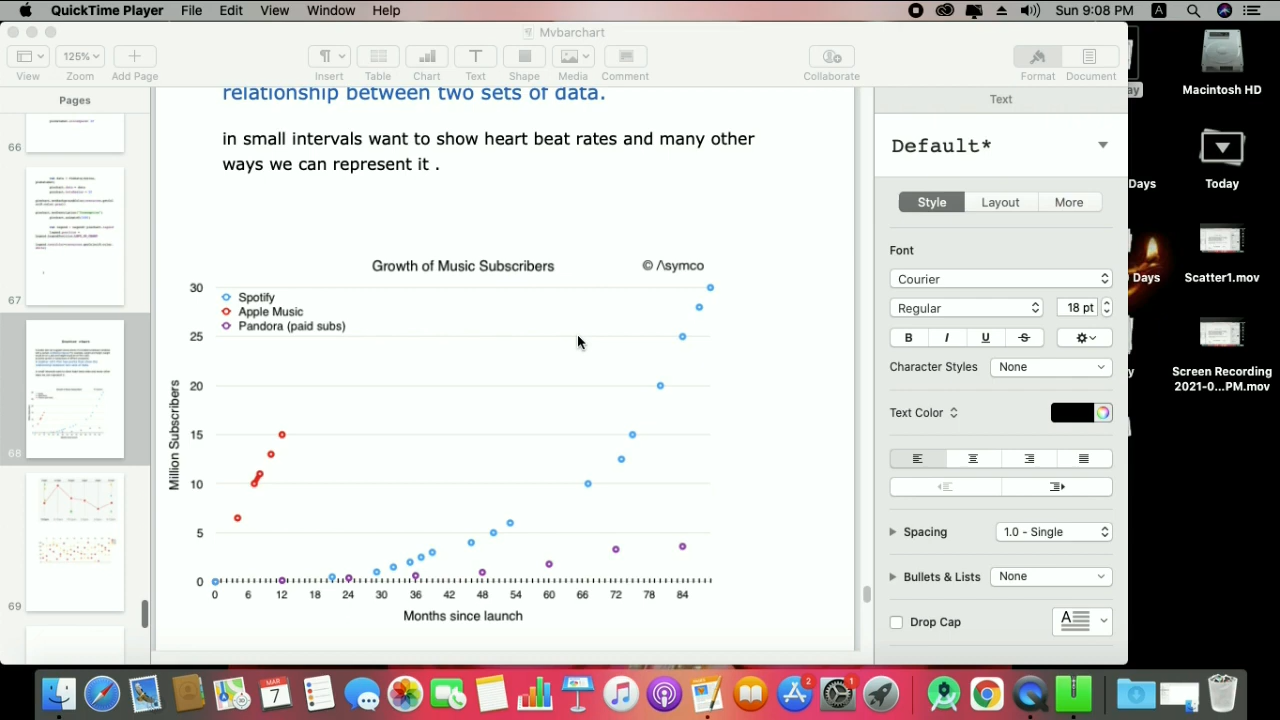 QuickTime Player File Edit View Window Help Sun 9:08 PM A
Mvbarchart
125%
View Zoom Add Page Insert Table Chart Text Shape Media Comment Collaborate Format Document
Pages
Text
relationship between two sets of data.
in small intervals want to show heart beat rates and many other
ways we can represent it .
Growth of Music Subscribers © /\symco
Spotify
Apple Music
Pandora (paid subs)
30
25
20
15
10
5
0
Million Subscribers
0 6 12 18 24 30 36 42 48 54 60 66 72 78 84
Months since launch
66
67
68
69
Default*
Style Layout More
Font
Courier
Regular 18 pt
B I U S
Character Styles None
Text Color
Spacing 1.0 - Single
Bullets & Lists None
Drop Cap A
Macintosh HD
ay
Days Today
Days Scatter1.mov
Screen Recording
2021-0...PM.mov
MAR
7
2
1